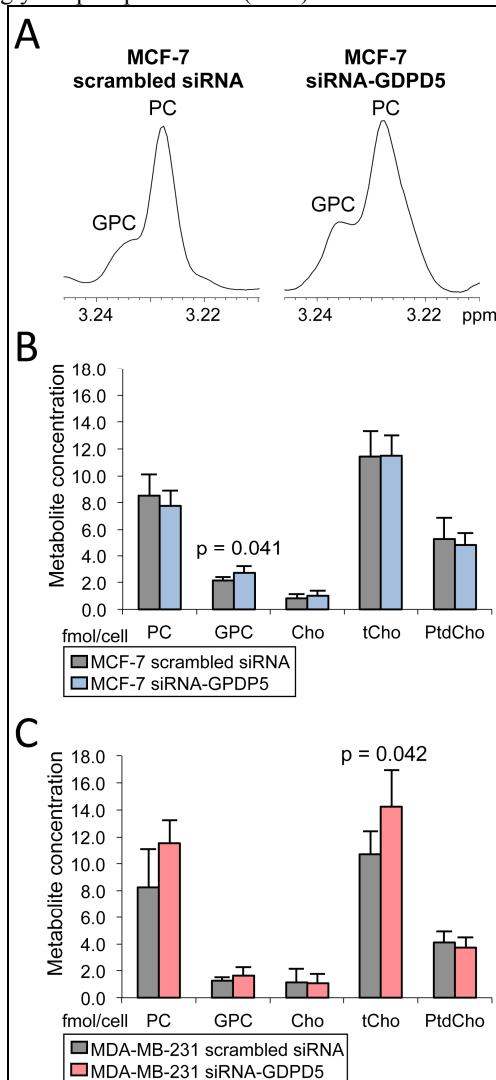 A
MCF-7
scrambled siRNA
MCF-7
siRNA-GDPD5
PC
PC
GPC
GPC
3.24
3.22
3.24
3.22
ppm
B
Metabolite concentration
18.0
16.0
14.0
12.0
10.0
8.0
6.0
4.0
2.0
0.0
p = 0.041
fmol/cell
PC
GPC
Cho
tCho
PtdCho
MCF-7 scrambled siRNA
MCF-7 siRNA-GPDP5
C
Metabolite concentration
18.0
16.0
14.0
12.0
10.0
8.0
6.0
4.0
2.0
0.0
p = 0.042
fmol/cell
PC
GPC
Cho
tCho
PtdCho
MDA-MB-231 scrambled siRNA
MDA-MB-231 siRNA-GDPD5